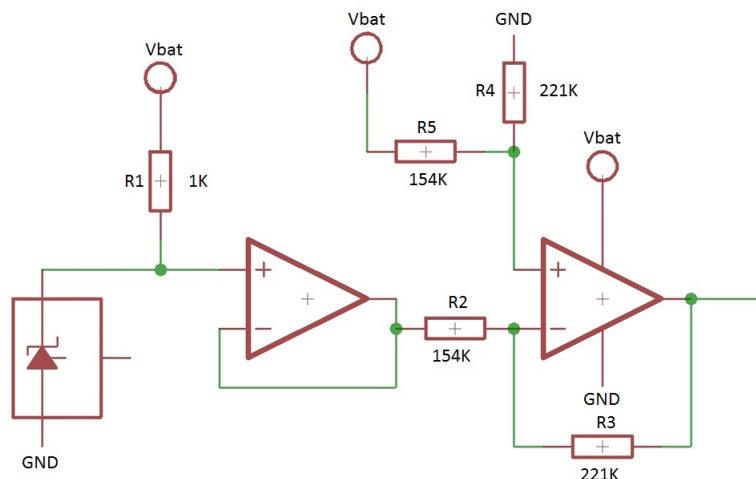 Vbat
GND
Vbat
R4
221K
R5
Vbat
R1
1K
154K
+
+
R2
-
-
154K
GND
R3
GND
221K